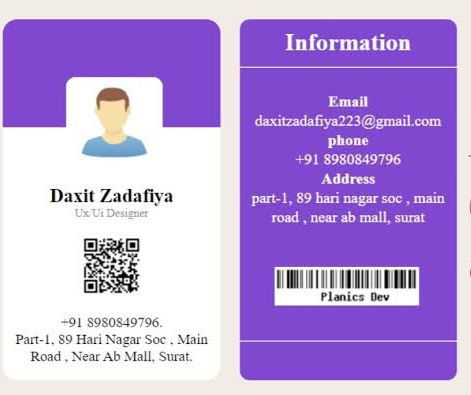 Daxit Zadafiya
Ux/Ui Designer
+91 8980849796.
Part-1, 89 Hari Nagar Soc , Main
Road , Near Ab Mall, Surat.
Information
Email
daxitzadafiya223@gmail.com
phone
+91 8980849796
Address
part-1, 89 hari nagar soc , main
road , near ab mall, surat
Planics Dev